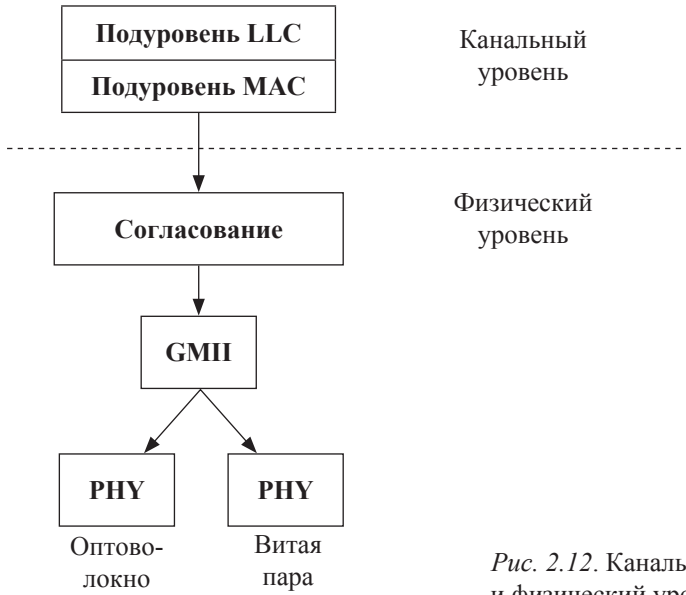 Подуровень LLC
Канальный
уровень
Подуровень MAC
Физический
уровень
Согласование
GMII
PHY
PHY
Оптово-
локно
Витая
пара
Рис. 2.12. Каналь
и физический уро